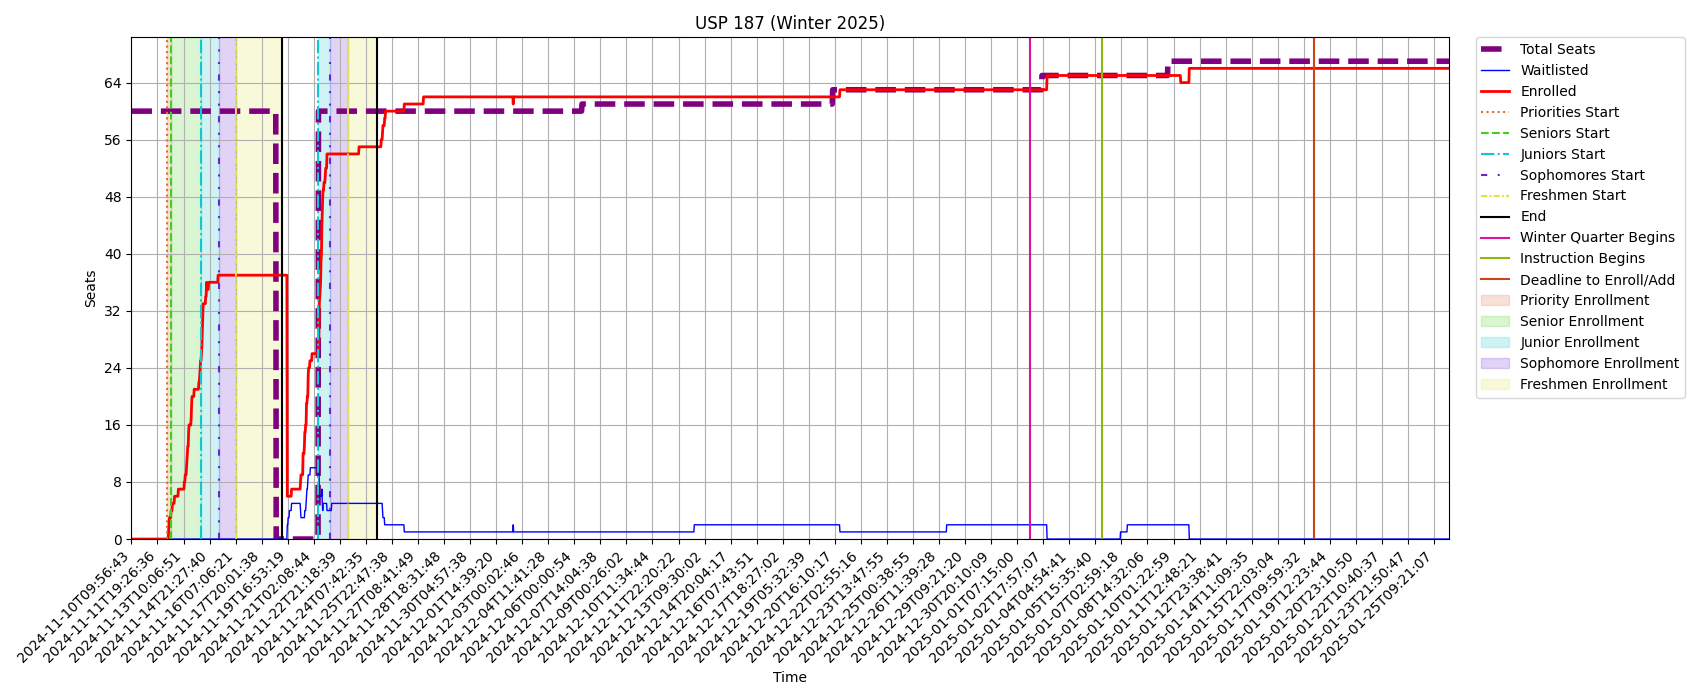 USP 187 (Winter 2025)
Seats
64
56
48
40
32
24
16
8
0
2024-11-10T09:56:43
2024-11-11T19:26:36
2024-11-13T10:06:51
2024-11-14T21:27:40
2024-11-16T07:06:21
2024-11-17T20:01:38
2024-11-19T16:53:19
2024-11-21T02:08:44
2024-11-22T21:18:39
2024-11-24T07:42:35
2024-11-25T22:47:38
2024-11-27T08:41:49
2024-11-28T18:31:48
2024-11-30T04:57:38
2024-12-01T14:39:20
2024-12-03T00:02:46
2024-12-04T11:41:28
2024-12-06T00:00:54
2024-12-07T14:04:38
2024-12-09T00:26:02
2024-12-10T11:34:44
2024-12-11T22:20:22
2024-12-13T09:30:02
2024-12-14T20:04:17
2024-12-16T07:43:51
2024-12-17T18:27:02
2024-12-19T05:32:39
2024-12-20T16:10:17
2024-12-22T02:55:16
2024-12-23T13:47:55
2024-12-25T00:38:55
2024-12-26T11:39:28
2024-12-29T09:21:20
2024-12-30T20:10:09
2025-01-01T07:15:00
2025-01-02T17:57:07
2025-01-04T04:54:41
2025-01-05T15:35:40
2025-01-07T02:59:18
2025-01-08T14:32:06
2025-01-10T01:22:59
2025-01-11T12:48:21
2025-01-12T23:38:41
2025-01-14T11:09:35
2025-01-15T22:03:04
2025-01-17T09:59:32
2025-01-19T12:23:44
2025-01-20T23:10:50
2025-01-22T10:40:37
2025-01-23T21:50:47
2025-01-25T09:21:07
Time
Total Seats
Waitlisted
Enrolled
Priorities Start
Seniors Start
Juniors Start
Sophomores Start
Freshmen Start
End
Winter Quarter Begins
Instruction Begins
Deadline to Enroll/Add
Priority Enrollment
Senior Enrollment
Junior Enrollment
Sophomore Enrollment
Freshmen Enrollment